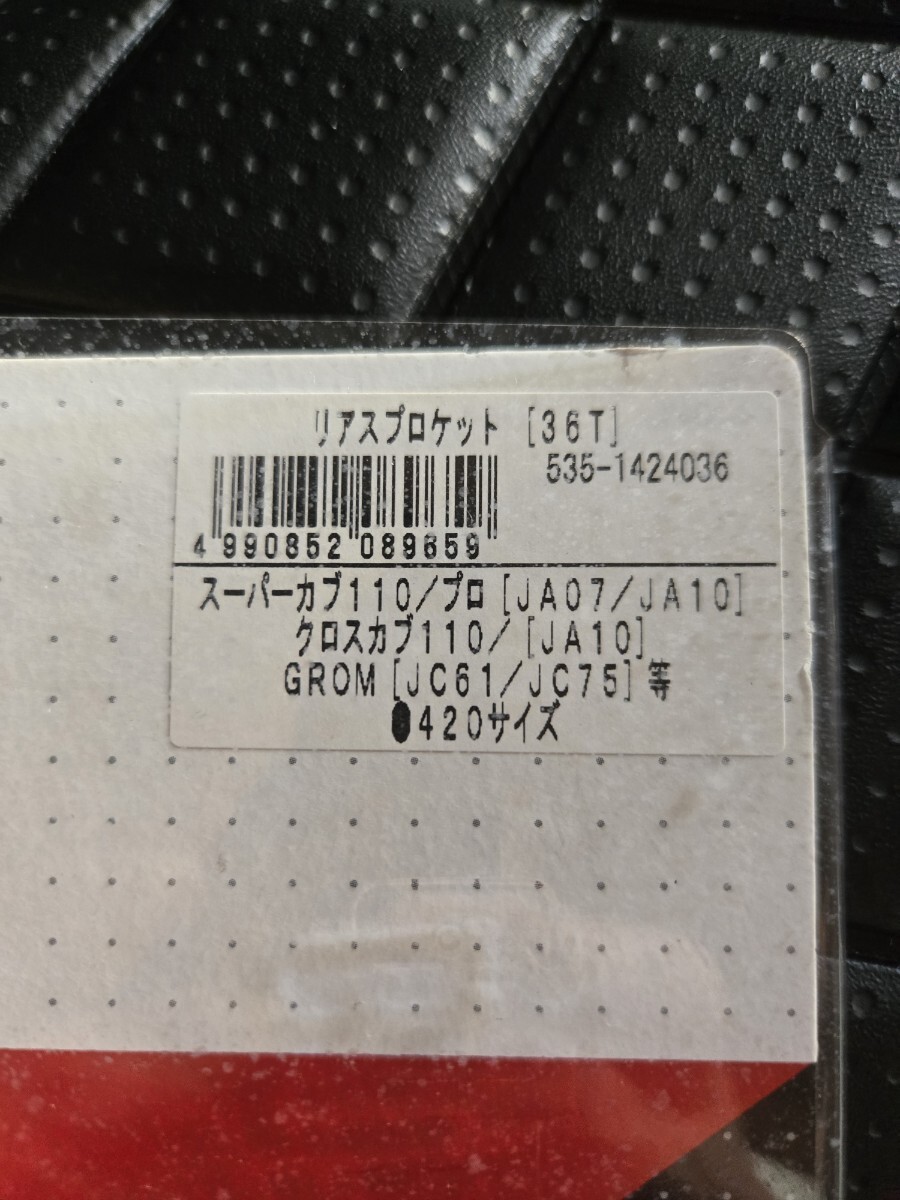 リアスプロケット [36T]
535-1424036
4 990852 089659
スーパーカブ110/プロ[JA07/JA10]
クロスカブ110/[JA10]
GROM[JC61/JC75]等
●420サイズ